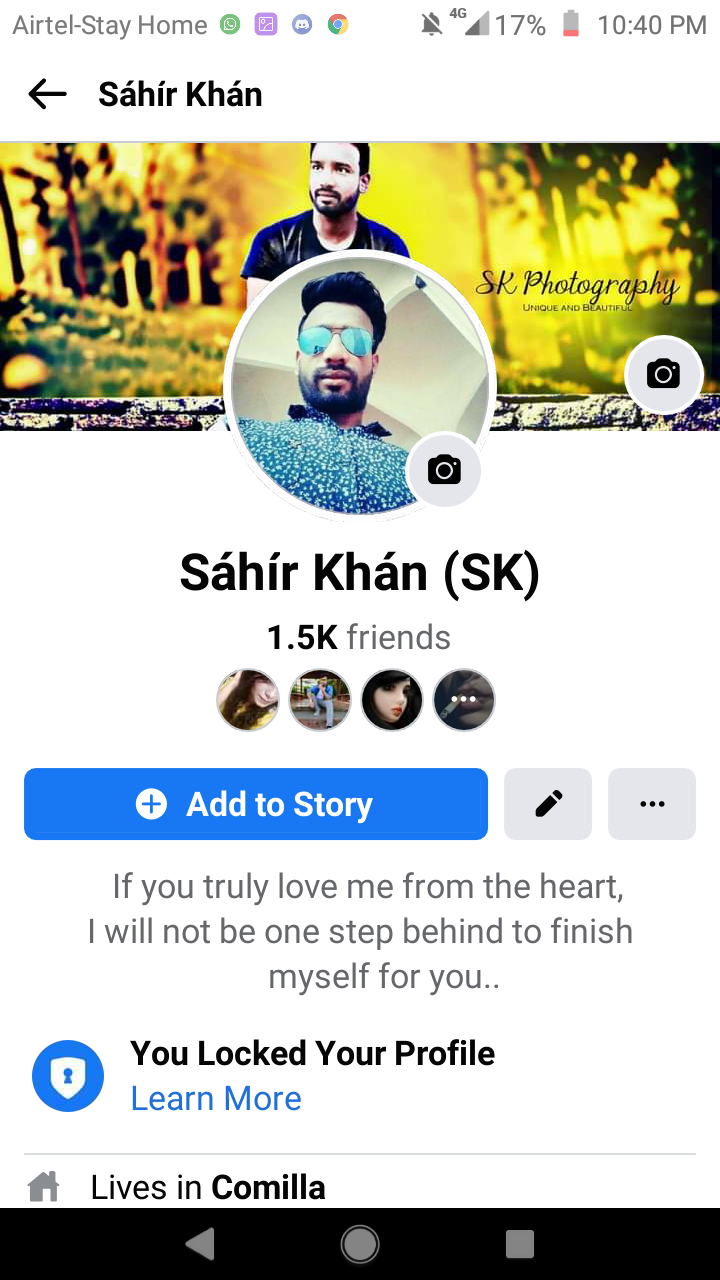 Airtel-Stay Home 4G 17% 10:40 PM
Sáhír Khán
SK Photography
UNIQUE AND BEAUTIFUL
Sáhír Khán (SK)
1.5K friends
Add to Story
If you truly love me from the heart,
I will not be one step behind to finish
myself for you..
You Locked Your Profile
Learn More
Lives in Comilla